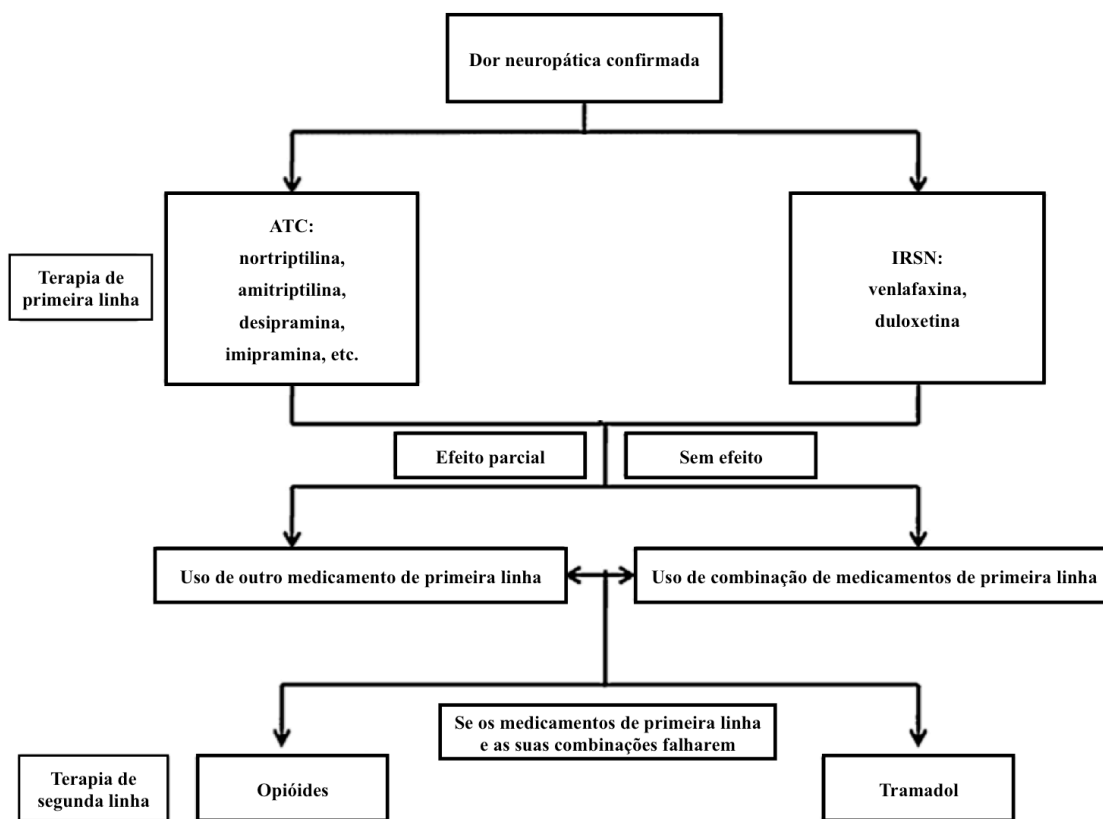 Dor neuropática confirmada
ATC:
nortriptilina,
amitriptilina,
desipramina,
imipramina, etc.
IRSN:
venlafaxina,
duloxetina
Terapia de
primeira linha
Efeito parcial
Sem efeito
Uso de outro medicamento de primeira linha
Uso de combinação de medicamentos de primeira linha
Se os medicamentos de primeira linha
e as suas combinações falharem
Terapia de
segunda linha
Opióides
Tramadol